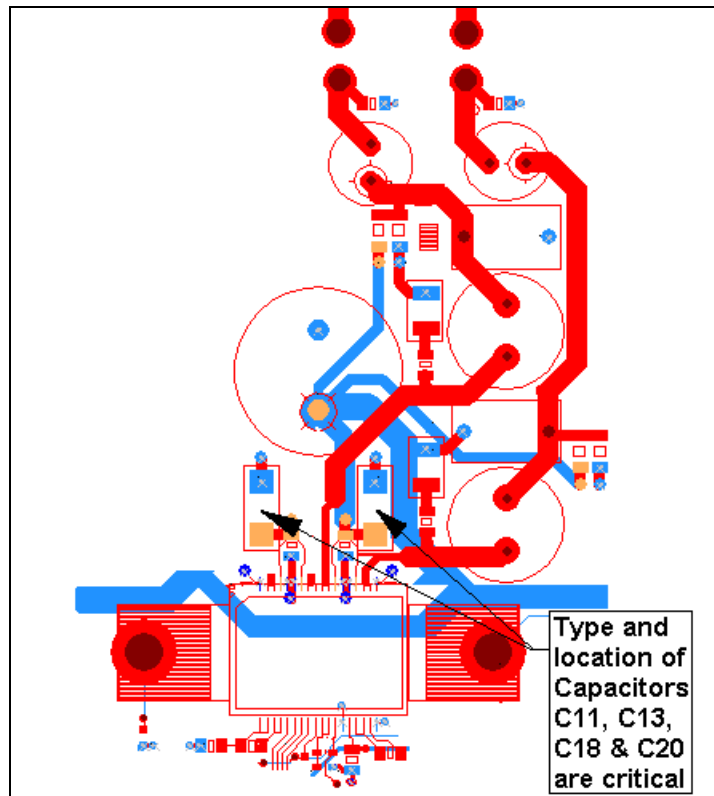 Type and
location of
Capacitors
C11, C13,
C18 & C20
are critical